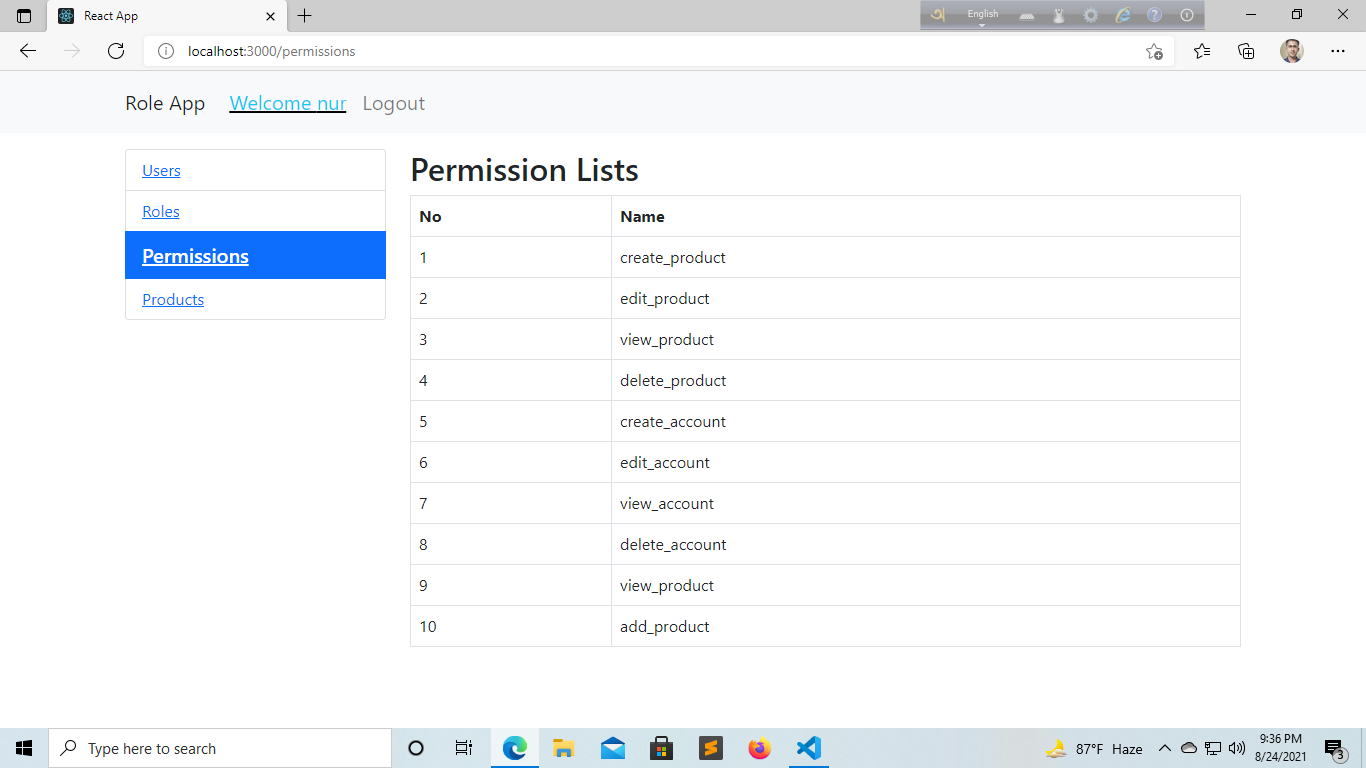 React App
অ English
localhost:3000/permissions
Role App Welcome nur Logout
Users
Roles
Permissions
Products
Permission Lists
No Name
1 create_product
2 edit_product
3 view_product
4 delete_product
5 create_account
6 edit_account
7 view_account
8 delete_account
9 view_product
10 add_product
Type here to search
87°F Haze
9:36 PM
8/24/2021
3